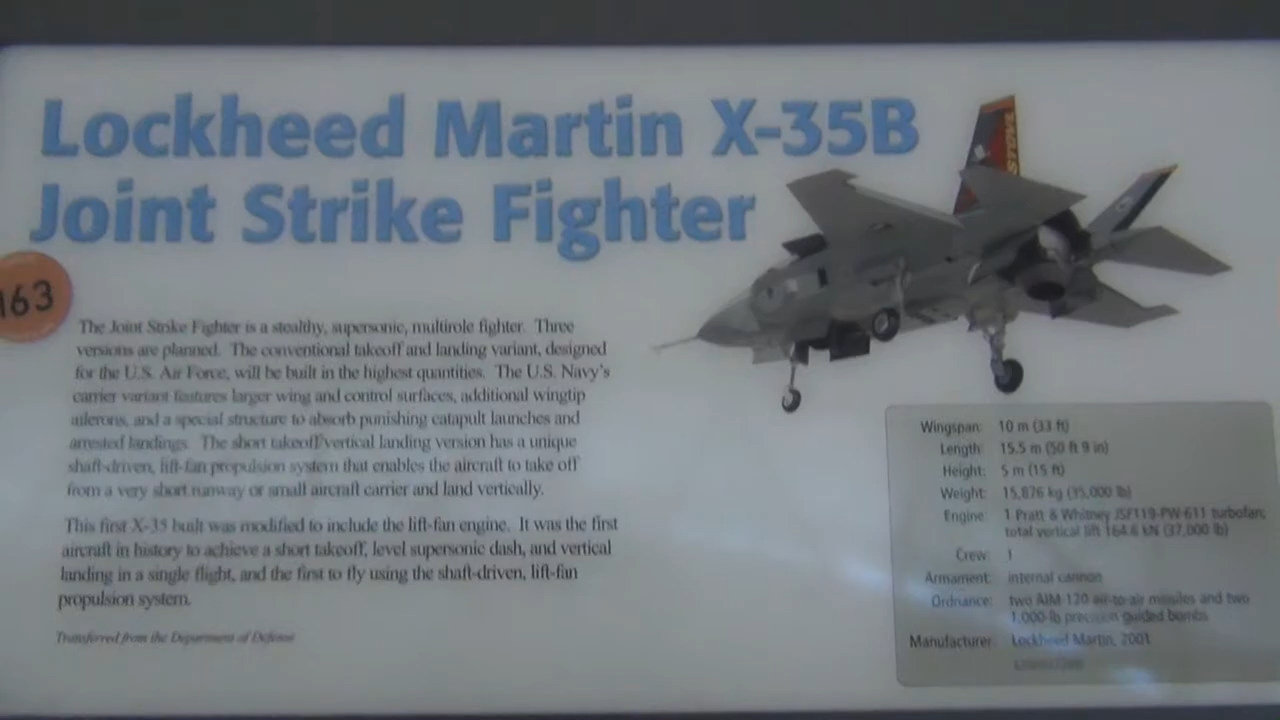 Lockheed Martin X-35B
Joint Strike Fighter
STOVL
163
The Joint Strike Fighter is a stealthy, supersonic, multirole fighter. Three
versions are planned. The conventional takeoff and landing variant, designed
for the U.S. Air Force, will be built in the highest quantities. The U.S. Navy's
carrier variant features larger wing and control surfaces, additional wingtip
ailerons, and a special structure to absorb punishing catapult launches and
arrested landings. The short takeoff/vertical landing version has a unique
shaft-driven, lift-fan propulsion system that enables the aircraft to take off
from a very short runway or small aircraft carrier and land vertically.
This first X-35 built was modified to include the lift-fan engine. It was the first
aircraft in history to achieve a short takeoff, level supersonic dash, and vertical
landing in a single flight, and the first to fly using the shaft-driven, lift-fan
propulsion system.
Transferred from the Department of Defense
Wingspan: 10 m (33 ft)
Length: 15.5 m (50 ft 9 in)
Height: 5 m (15 ft)
Weight: 15,876 kg (35,000 lb)
Engine: 1 Pratt & Whitney JSF119-PW-611 turbofan,
total vertical lift 164.6 kN (37,000 lb)
Crew: 1
Armament: internal cannon
Ordnance: two AIM-120 air-to-air missiles and two
1,000-lb precision guided bombs
Manufacturer: Lockheed Martin, 2001